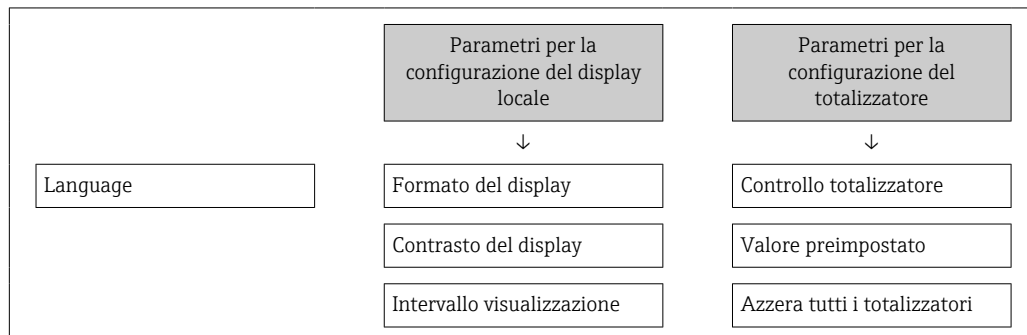 Parametri per la
configurazione del display
locale
Parametri per la
configurazione del
totalizzatore
↓
↓
Language
Formato del display
Controllo totalizzatore
Contrasto del display
Valore preimpostato
Intervallo visualizzazione
Azzera tutti i totalizzatori